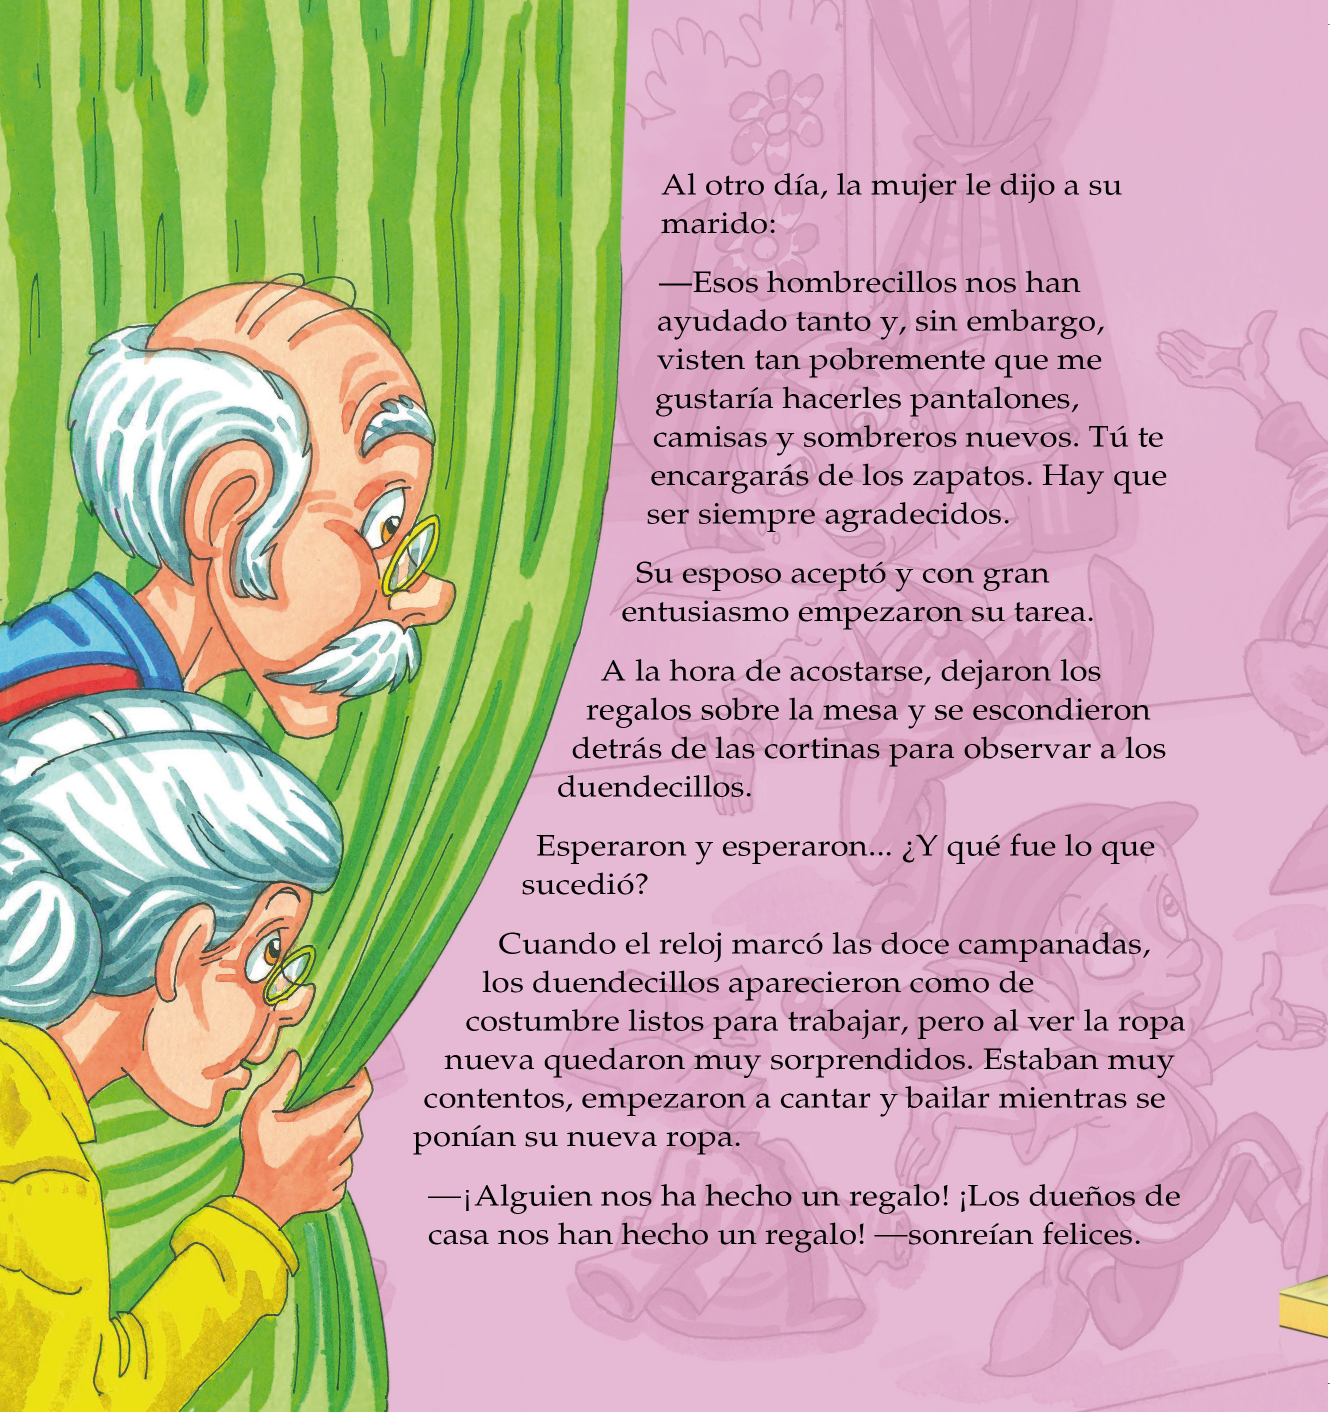 Al otro día, la mujer le dijo a su
marido:
—Esos hombrecillos nos han
ayudado tanto y, sin embargo,
visten tan pobremente que me
gustaría hacerles pantalones,
camisas y sombreros nuevos. Tú te
encargarás de los zapatos. Hay que
ser siempre agradecidos.
Su esposo aceptó y con gran
entusiasmo empezaron su tarea.
A la hora de acostarse, dejaron los
regalos sobre la mesa y se escondieron
detrás de las cortinas para observar a los
duendecillos.
Esperaron y esperaron... ¿Y qué fue lo que
sucedió?
Cuando el reloj marcó las doce campanadas,
los duendecillos aparecieron como de
costumbre listos para trabajar, pero al ver la ropa
nueva quedaron muy sorprendidos. Estaban muy
contentos, empezaron a cantar y bailar mientras se
ponían su nueva ropa.
—¡Alguien nos ha hecho un regalo! ¡Los dueños de
casa nos han hecho un regalo! —sonreían felices.